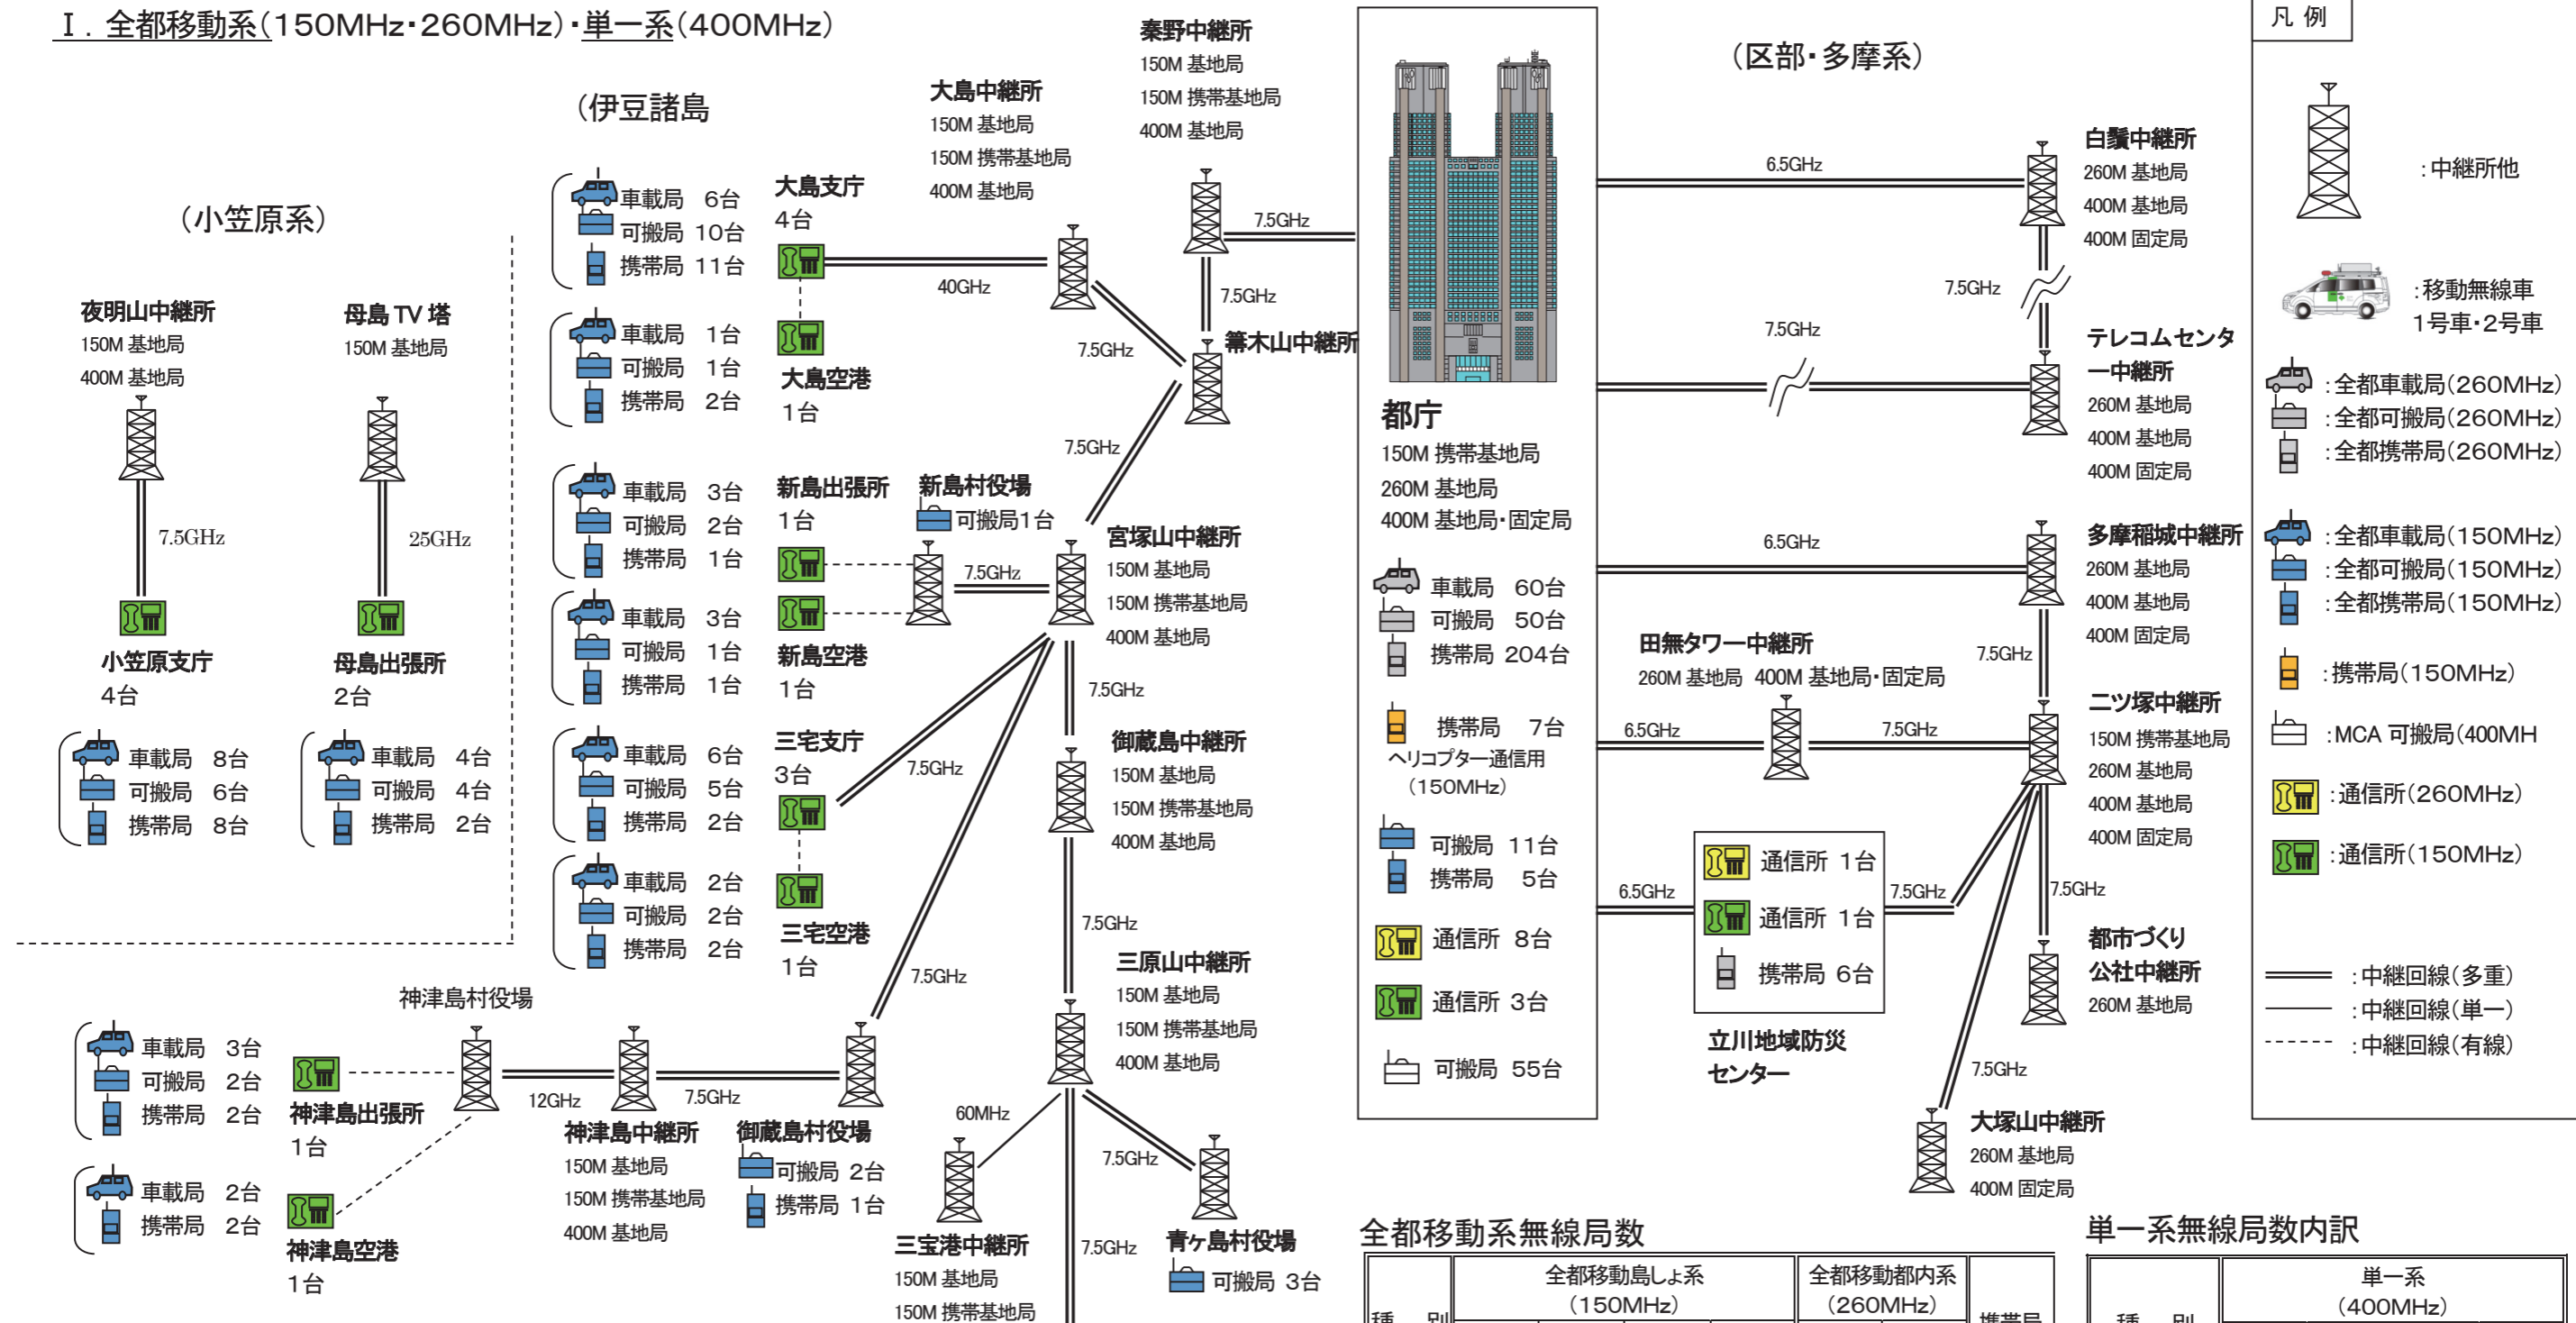 Ⅰ. 全都移動系(150MHz・260MHz)・単一系(400MHz)
(小笠原系)
夜明山中継所
150M 基地局
400M 基地局
7.5GHz
小笠原支庁
4台
車載局 8台
可搬局 6台
携帯局 8台
母島 TV 塔
150M 基地局
25GHz
母島出張所
2台
車載局 4台
可搬局 4台
携帯局 2台
(伊豆諸島
車載局 6台
可搬局 10台
携帯局 11台
大島支庁
4台
40GHz
車載局 1台
可搬局 1台
携帯局 2台
大島空港
1台
大島中継所
150M 基地局
150M 携帯基地局
400M 基地局
7.5GHz
秦野中継所
150M 基地局
150M 携帯基地局
400M 基地局
7.5GHz
7.5GHz
箒木山中継所
7.5GHz
車載局 3台
可搬局 2台
携帯局 1台
新島出張所
1台
新島村役場
可搬局1台
7.5GHz
車載局 3台
可搬局 1台
携帯局 1台
新島空港
1台
宮塚山中継所
150M 基地局
150M 携帯基地局
400M 基地局
7.5GHz
7.5GHz
7.5GHz
車載局 6台
可搬局 5台
携帯局 2台
三宅支庁
3台
車載局 2台
可搬局 2台
携帯局 2台
三宅空港
1台
御蔵島中継所
150M 基地局
150M 携帯基地局
400M 基地局
7.5GHz
三原山中継所
150M 基地局
150M 携帯基地局
400M 基地局
60MHz
7.5GHz
7.5GHz
神津島村役場
車載局 3台
可搬局 2台
携帯局 2台
神津島出張所
1台
車載局 2台
携帯局 2台
神津島空港
1台
12GHz
7.5GHz
神津島中継所
150M 基地局
150M 携帯基地局
400M 基地局
御蔵島村役場
可搬局 2台
携帯局 1台
三宝港中継所
150M 基地局
150M 携帯基地局
青ヶ島村役場
可搬局 3台
都庁
150M 携帯基地局
260M 基地局
400M 基地局・固定局
車載局 60台
可搬局 50台
携帯局 204台
携帯局 7台
ヘリコプター通信用
(150MHz)
可搬局 11台
携帯局 5台
通信所 8台
通信所 3台
可搬局 55台
(区部・多摩系)
6.5GHz
白鬚中継所
260M 基地局
400M 基地局
400M 固定局
7.5GHz
7.5GHz
テレコムセンタ
ー中継所
260M 基地局
400M 基地局
400M 固定局
6.5GHz
多摩稲城中継所
260M 基地局
400M 基地局
400M 固定局
7.5GHz
田無タワー中継所
260M 基地局 400M 基地局・固定局
6.5GHz
7.5GHz
二ツ塚中継所
150M 携帯基地局
260M 基地局
400M 基地局
400M 固定局
6.5GHz
通信所 1台
通信所 1台
携帯局 6台
立川地域防災
センター
7.5GHz
7.5GHz
都市づくり
公社中継所
260M 基地局
7.5GHz
大塚山中継所
260M 基地局
400M 固定局
凡 例
:中継所他
:移動無線車
1号車・2号車
:全都車載局(260MHz)
:全都可搬局(260MHz)
:全都携帯局(260MHz)
:全都車載局(150MHz)
:全都可搬局(150MHz)
:全都携帯局(150MHz)
:携帯局(150MHz)
:MCA 可搬局(400MH
:通信所(260MHz)
:通信所(150MHz)
:中継回線(多重)
:中継回線(単一)
:中継回線(有線)
全都移動系無線局数
種 別
全都移動島しょ系
(150MHz)
全都移動都内系
(260MHz)
携帯局
単一系無線局数内訳
種 別
単一系
(400MHz)